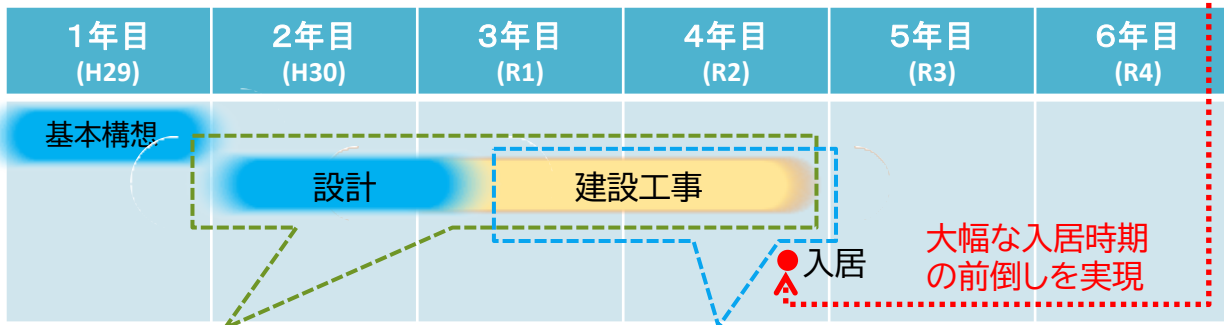 1年目
(H29)
2年目
(H30)
3年目
(R1)
4年目
(R2)
5年目
(R3)
6年目
(R4)
基本構想
設計
建設工事
入居
大幅な入居時期
の前倒しを実現